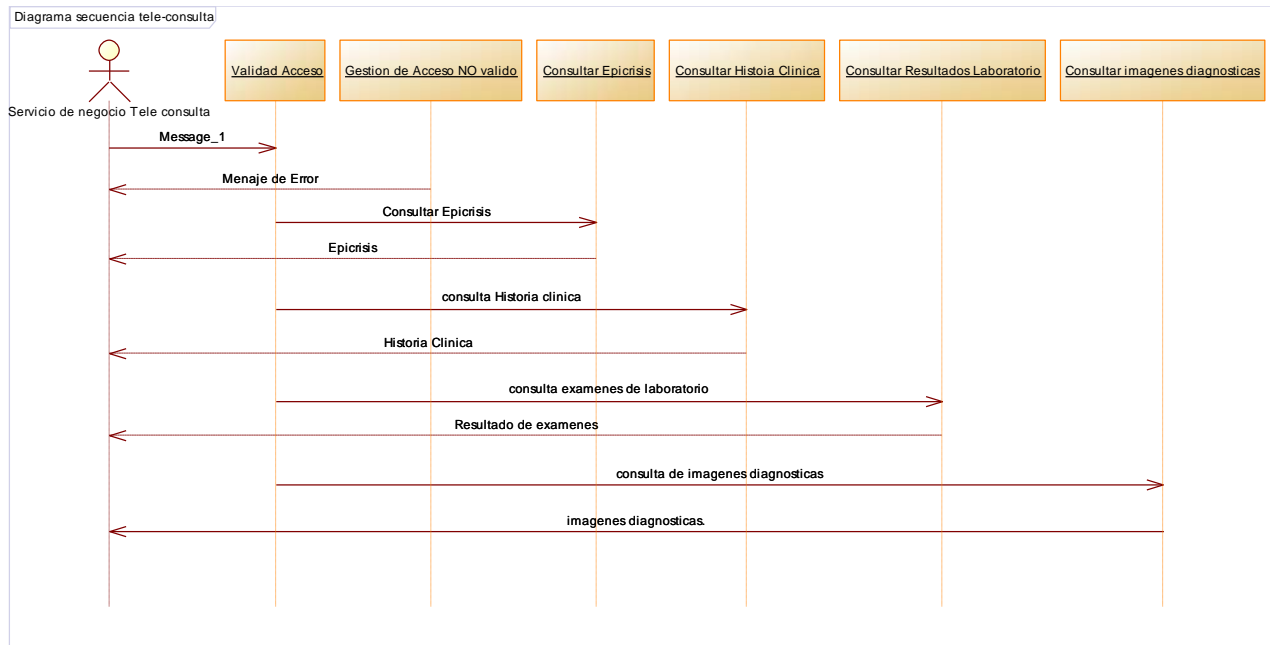 Diagrama secuencia tele-consulta
Validad Acceso
Gestion de Acceso NO valido
Consultar Epicrisis
Consultar Histoia Clinica
Consultar Resultados Laboratorio
Consultar imagenes diagnosticas
Servicio de negocio Tele consulta
Message_1
Menaje de Error
Consultar Epicrisis
Epicrisis
consulta Historia clinica
Historia Clinica
consulta examenes de laboratorio
Resultado de examenes
consulta de imagenes diagnosticas
imagenes diagnosticas.